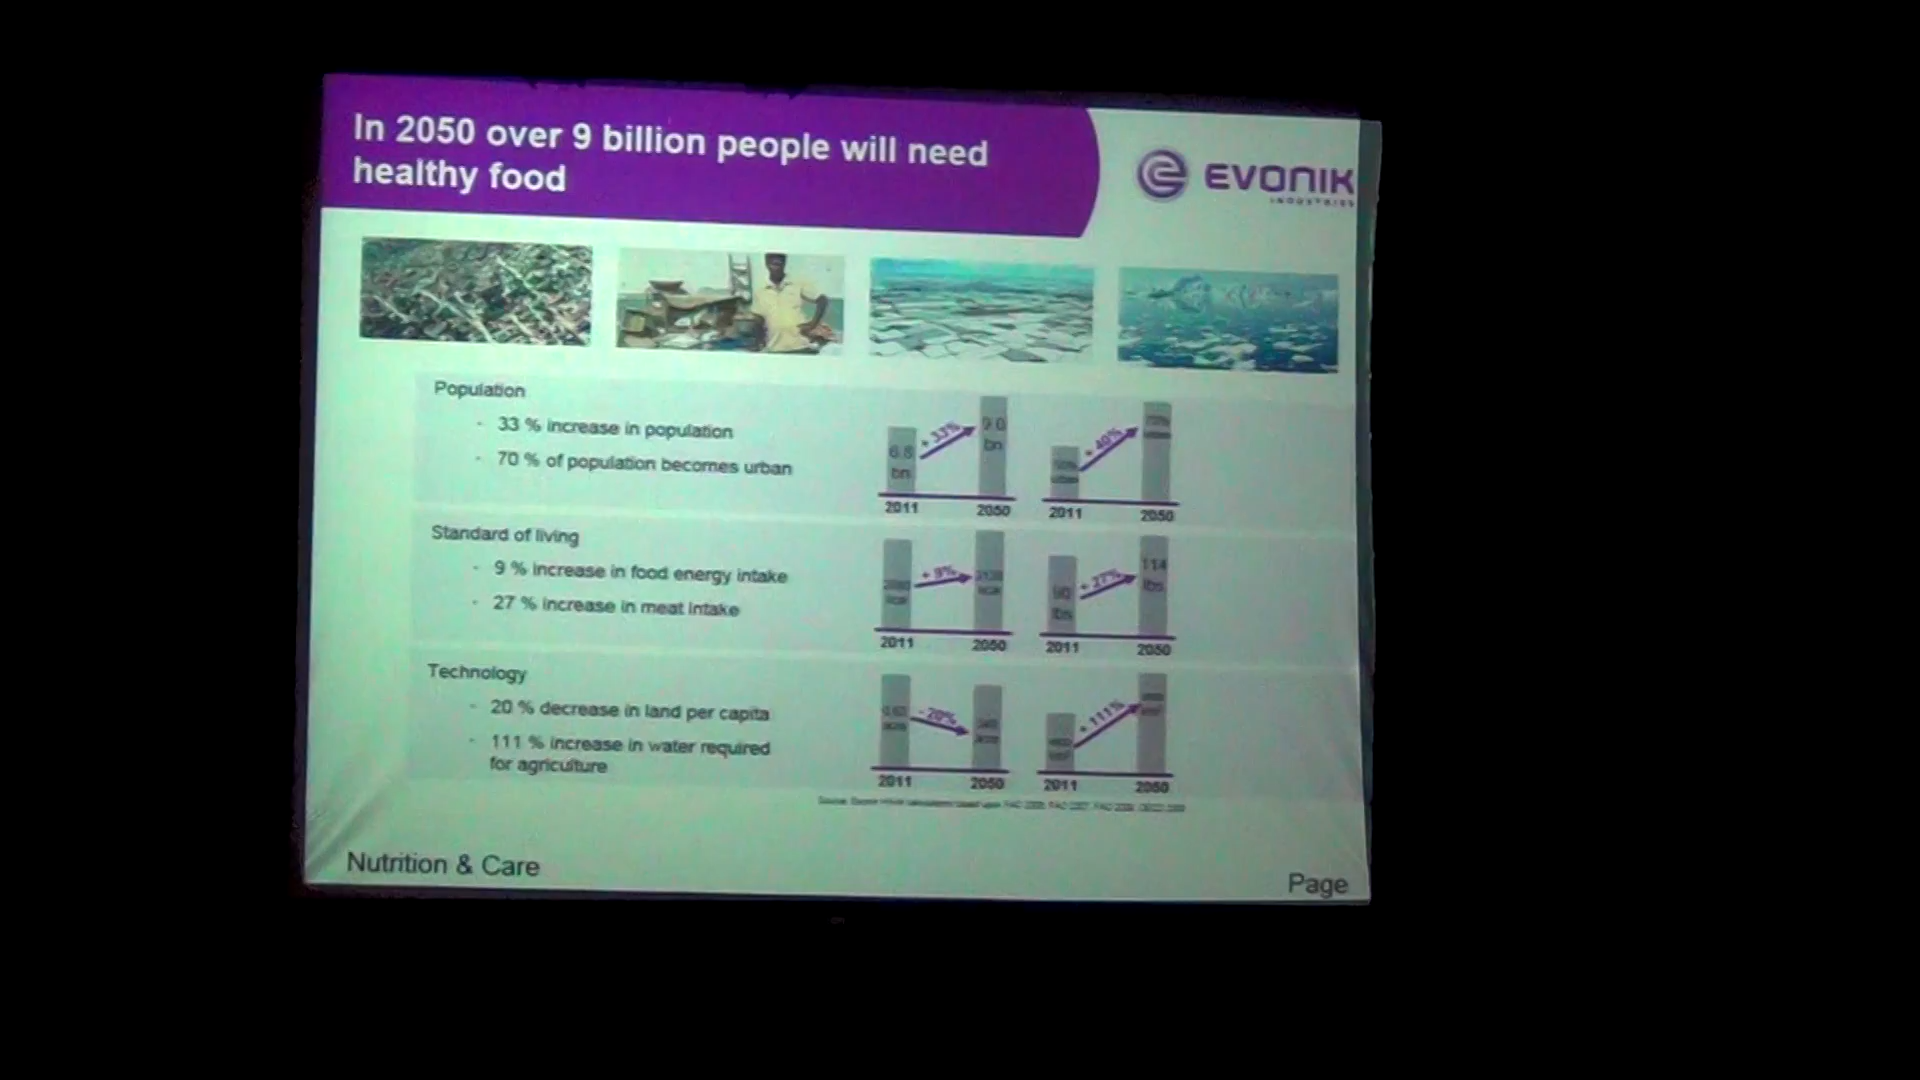 In 2050 over 9 billion people will need
healthy food
EVONIK
INDUSTRIES
Population
- 33 % increase in population
- 70 % of population becomes urban
+ 33%
6.8
bn
9.0
bn
2011 2050
+ 40%
urban
2011 2050
Standard of living
- 9 % increase in food energy intake
- 27 % increase in meat intake
+ 9%
kcal
kcal
2011 2050
+ 27%
90
lbs
114
lbs
2011 2050
Technology
- 20 % decrease in land per capita
- 111 % increase in water required
for agriculture
- 20%
2011 2050
+ 111%
2011 2050
Nutrition & Care
Page